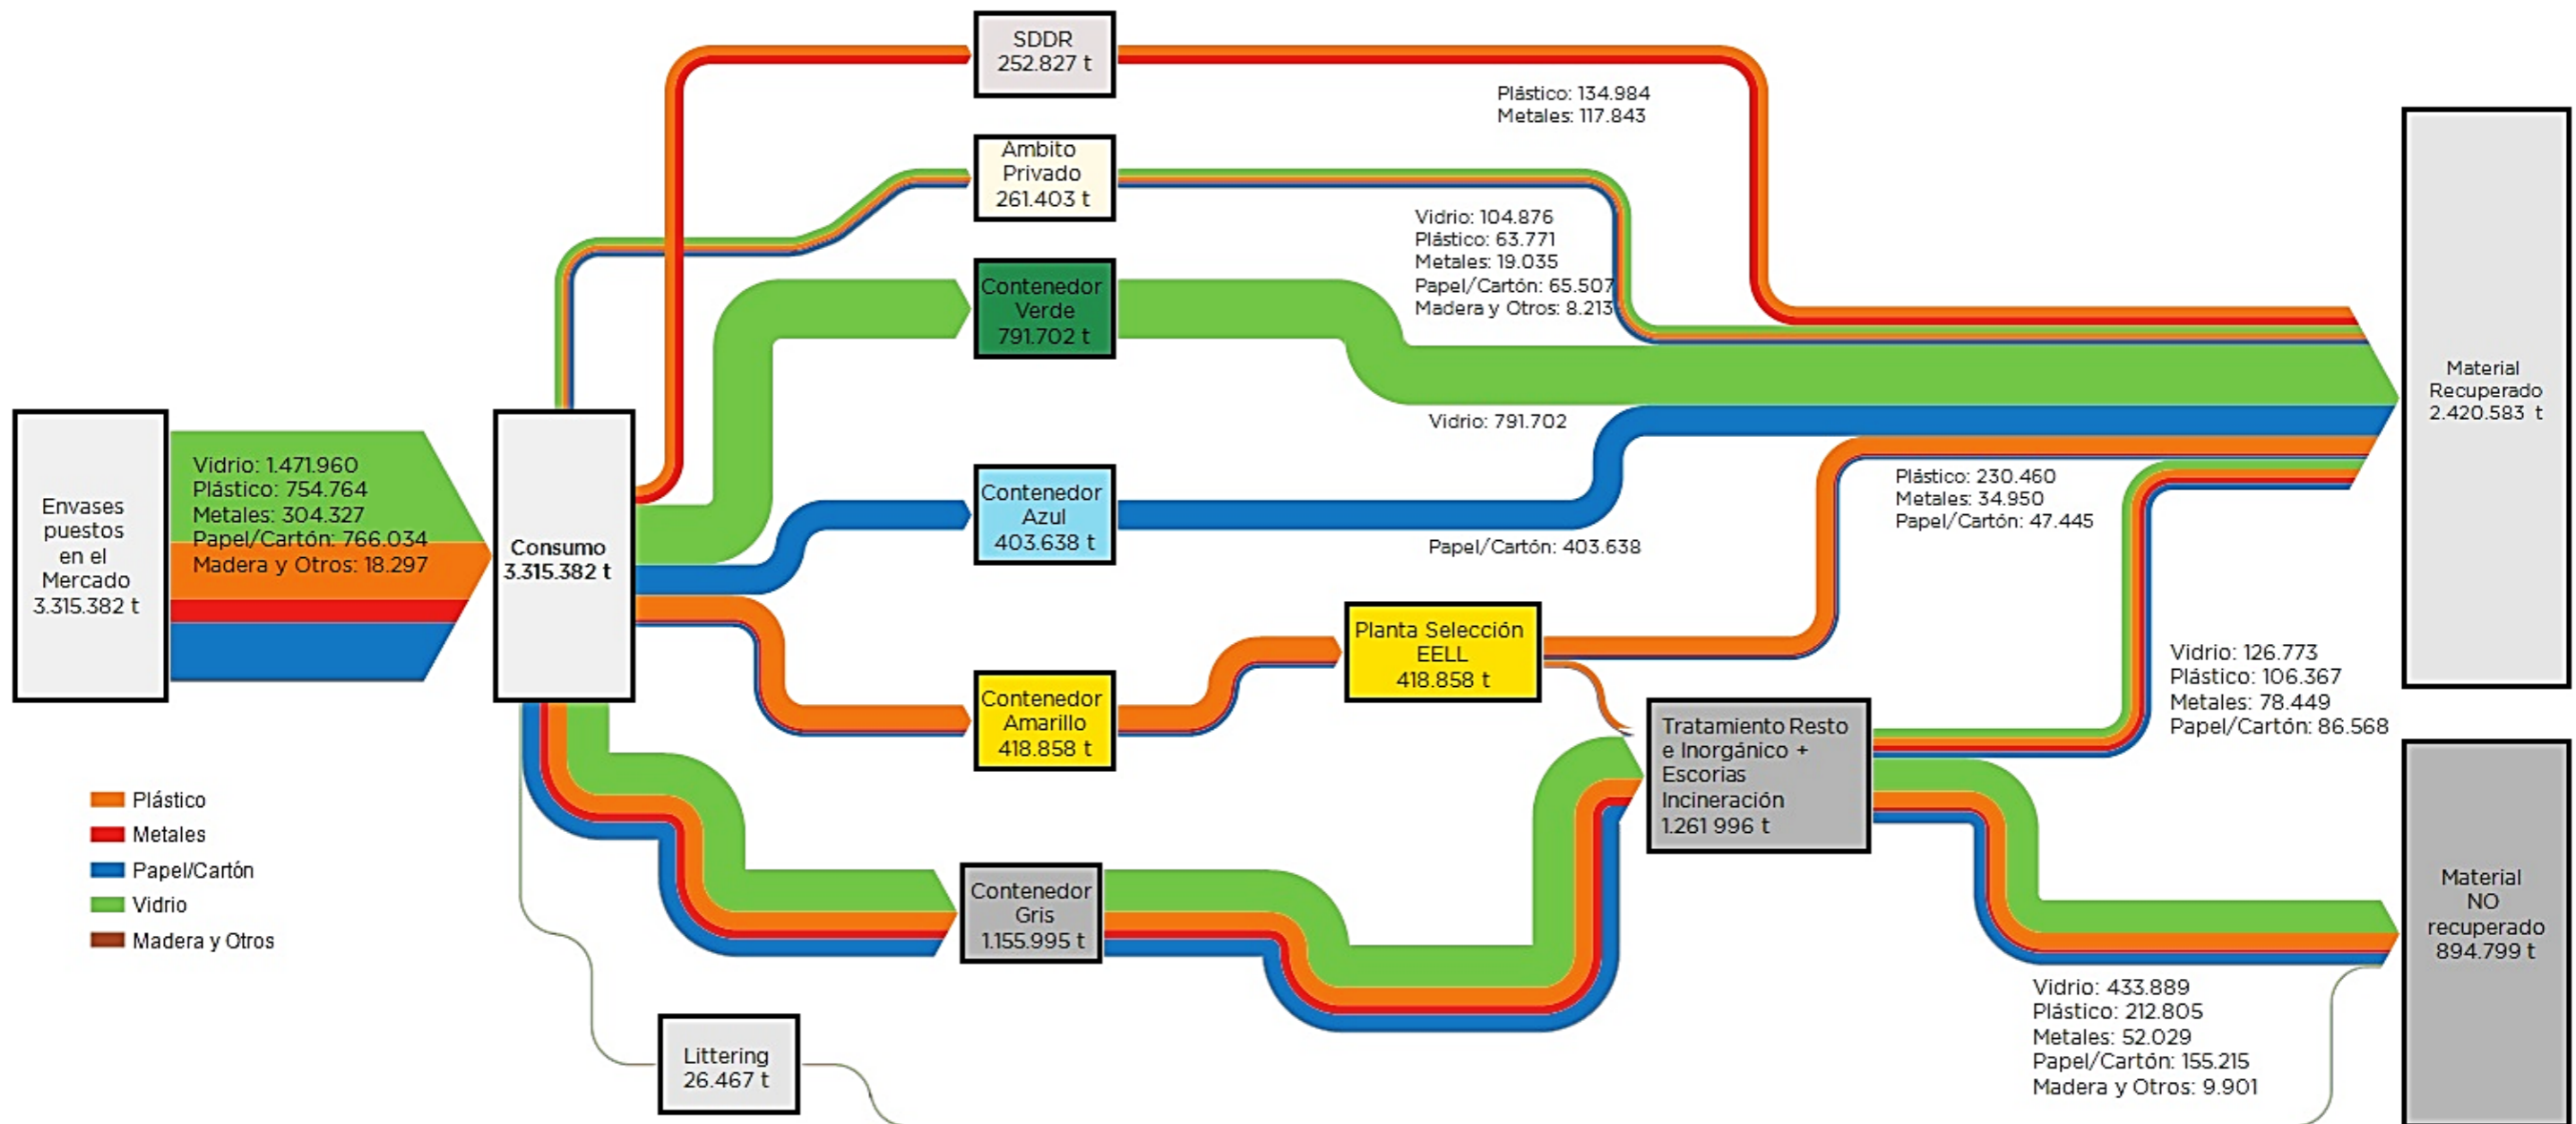 SDDR
252.827 t
Plástico: 134.984
Metales: 117.843
Ambito
Privado
261.403 t
Vidrio: 104.876
Plástico: 63.771
Metales: 19.035
Papel/Cartón: 65.507
Madera y Otros: 8.213
Contenedor
Verde
791.702 t
Vidrio: 791.702
Material
Recuperado
2.420.583 t
Envases
puestos
en el
Mercado
3.315.382 t
Vidrio: 1.471.960
Plástico: 754.764
Metales: 304.327
Papel/Cartón: 766.034
Madera y Otros: 18.297
Consumo
3.315.382 t
Contenedor
Azul
403.638 t
Papel/Cartón: 403.638
Plástico: 230.460
Metales: 34.950
Papel/Cartón: 47.445
Contenedor
Amarillo
418.858 t
Planta Selección
EELL
418.858 t
Tratamiento Resto
e Inorgánico +
Escorias
Incineración
1.261 996 t
Vidrio: 126.773
Plástico: 106.367
Metales: 78.449
Papel/Cartón: 86.568
Plástico
Metales
Papel/Cartón
Vidrio
Madera y Otros
Contenedor
Gris
1.155.995 t
Material
NO
recuperado
894.799 t
Vidrio: 433.889
Plástico: 212.805
Metales: 52.029
Papel/Cartón: 155.215
Madera y Otros: 9.901
Littering
26.467 t